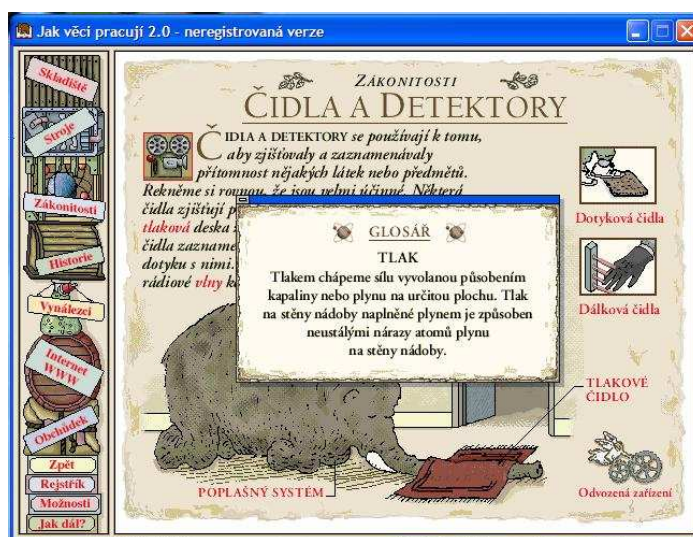 Jak věci pracují 2.0 - neregistrovaná verze
Skladiště
Stroje
Zákonitosti
Historie
Vynálezci
Internet
WWW
Obchůdek
Zpět
Rejstřík
Možnosti
Jak dál?
ZÁKONITOSTI
ČIDLA A DETEKTORY
ČIDLA A DETEKTORY se používají k tomu,
aby zjišťovaly a zaznamenávaly
přítomnost nějakých látek nebo předmětů.
Rekněme si rovnou, že jsou velmi účinné. Některá
čidla zjišťují
tlaková deska
čidla
dotyku s nimi.
rádiové vlny
GLOSÁŘ
TLAK
Tlakem chápeme sílu vyvolanou působením
kapaliny nebo plynu na určitou plochu. Tlak
na stěny nádoby naplněné plynem je způsoben
neustálými nárazy atomů plynu
na stěny nádoby.
Dotyková čidla
Dálková čidla
TLAKOVÉ
ČIDLO
POPLAŠNÝ SYSTÉM
Odvozená zařízení